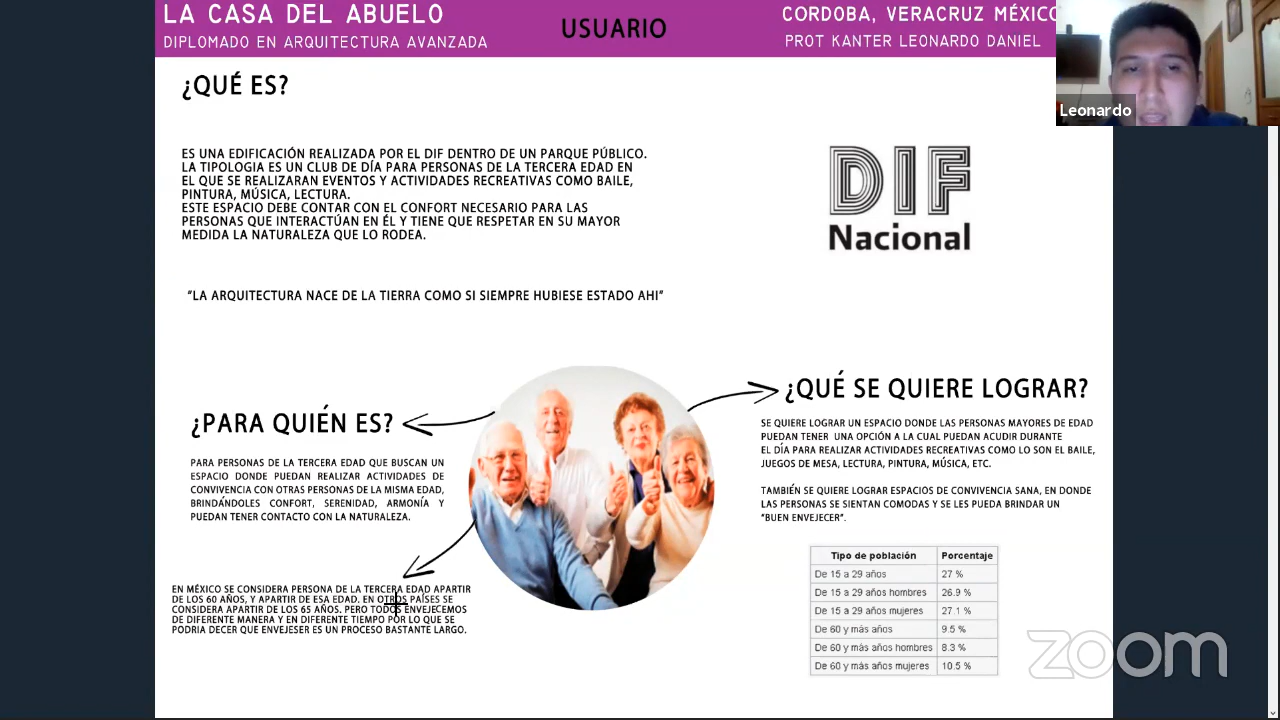 LA CASA DEL ABUELO
DIPLOMADO EN ARQUITECTURA AVANZADA
USUARIO
CORDOBA, VERACRUZ MÉXICO
PROT KANTER LEONARDO DANIEL
Leonardo
¿QUÉ ES?
ES UNA EDIFICACIÓN REALIZADA POR EL DIF DENTRO DE UN PARQUE PÚBLICO.
LA TIPOLOGIA ES UN CLUB DE DÍA PARA PERSONAS DE LA TERCERA EDAD EN
EL QUE SE REALIZARAN EVENTOS Y ACTIVIDADES RECREATIVAS COMO BAILE,
PINTURA, MÚSICA, LECTURA.
ESTE ESPACIO DEBE CONTAR CON EL CONFORT NECESARIO PARA LAS
PERSONAS QUE INTERACTÚAN EN ÉL Y TIENE QUE RESPETAR EN SU MAYOR
MEDIDA LA NATURALEZA QUE LO RODEA.
DIF
Nacional
"LA ARQUITECTURA NACE DE LA TIERRA COMO SI SIEMPRE HUBIESE ESTADO AHI"
¿PARA QUIÉN ES?
PARA PERSONAS DE LA TERCERA EDAD QUE BUSCAN UN
ESPACIO DONDE PUEDAN REALIZAR ACTIVIDADES DE
CONVIVENCIA CON OTRAS PERSONAS DE LA MISMA EDAD,
BRINDÁNDOLES CONFORT, SERENIDAD, ARMONÍA Y
PUEDAN TENER CONTACTO CON LA NATURALEZA.
EN MÉXICO SE CONSIDERA PERSONA DE LA TERCERA EDAD APARTIR
DE LOS 60 AÑOS, Y APARTIR DE ESA EDAD. EN OTROS PAÍSES SE
CONSIDERA APARTIR DE LOS 65 AÑOS. PERO TODOS ENVEJECEMOS
DE DIFERENTE MANERA Y EN DIFERENTE TIEMPO POR LO QUE SE
PODRIA DECER QUE ENVEJESER ES UN PROCESO BASTANTE LARGO.
¿QUÉ SE QUIERE LOGRAR?
SE QUIERE LOGRAR UN ESPACIO DONDE LAS PERSONAS MAYORES DE EDAD
PUEDAN TENER UNA OPCIÓN A LA CUAL PUEDAN ACUDIR DURANTE
EL DÍA PARA REALIZAR ACTIVIDADES RECREATIVAS COMO LO SON EL BAILE,
JUEGOS DE MESA, LECTURA, PINTURA, MÚSICA, ETC.
TAMBIÉN SE QUIERE LOGRAR ESPACIOS DE CONVIVENCIA SANA, EN DONDE
LAS PERSONAS SE SIENTAN COMODAS Y SE LES PUEDA BRINDAR UN
"BUEN ENVEJECER".
Tipo de población Porcentaje
De 15 a 29 años 27 %
De 15 a 29 años hombres 26.9 %
De 15 a 29 años mujeres 27.1 %
De 60 y más años 9.5 %
De 60 y más años hombres 8.3 %
De 60 y más años mujeres 10.5 %
zoom